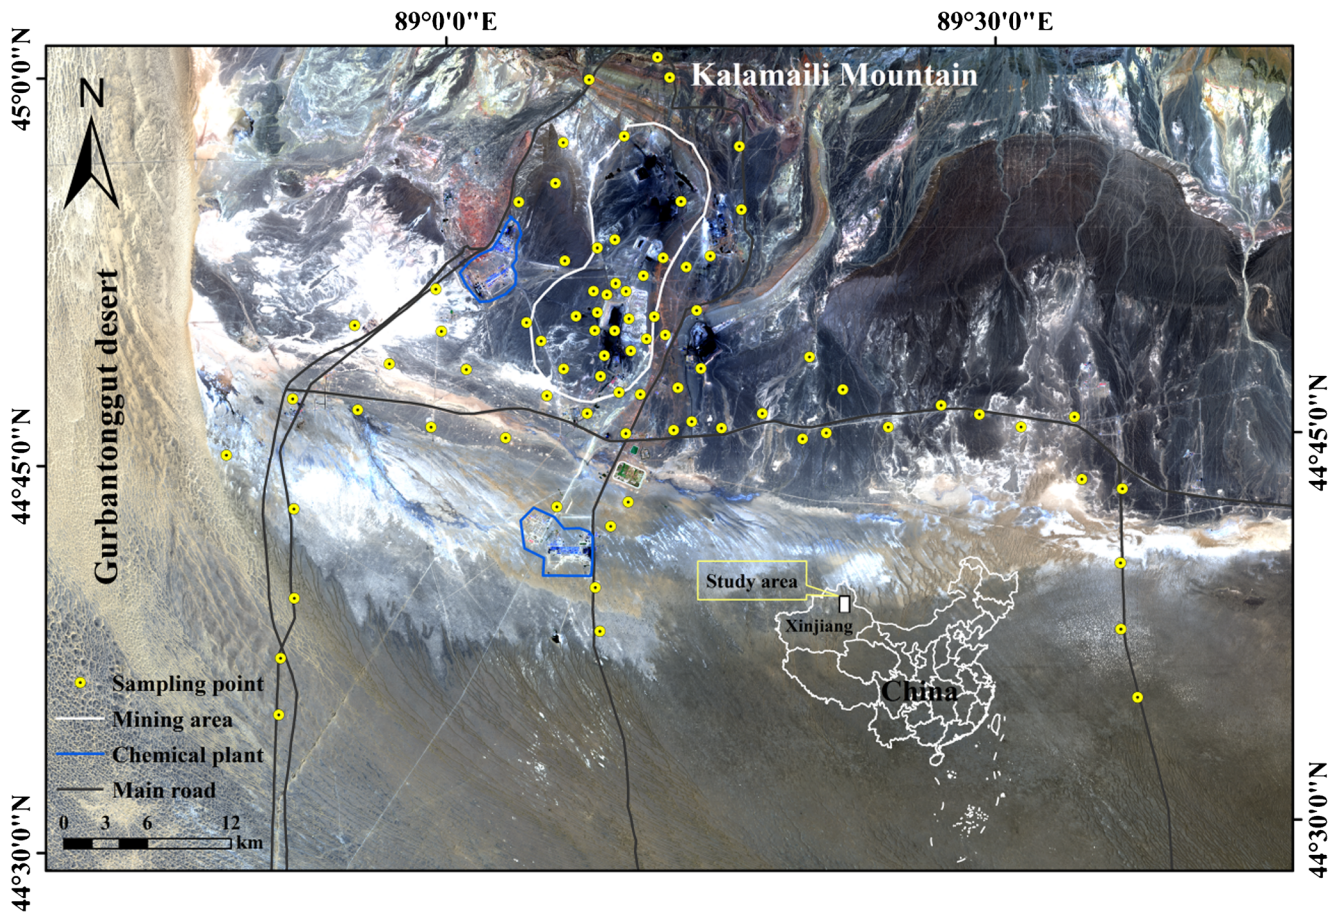 89°0'0"E
89°30'0"E
45°0'0"N
Kalamaili Mountain
N
Gurbantonggut desert
44°45'0"N
44°45'0"N
Study area
Xinjiang
China
Sampling point
Mining area
Chemical plant
Main road
0 3 6 12
km
44°30'0"N
44°30'0"N